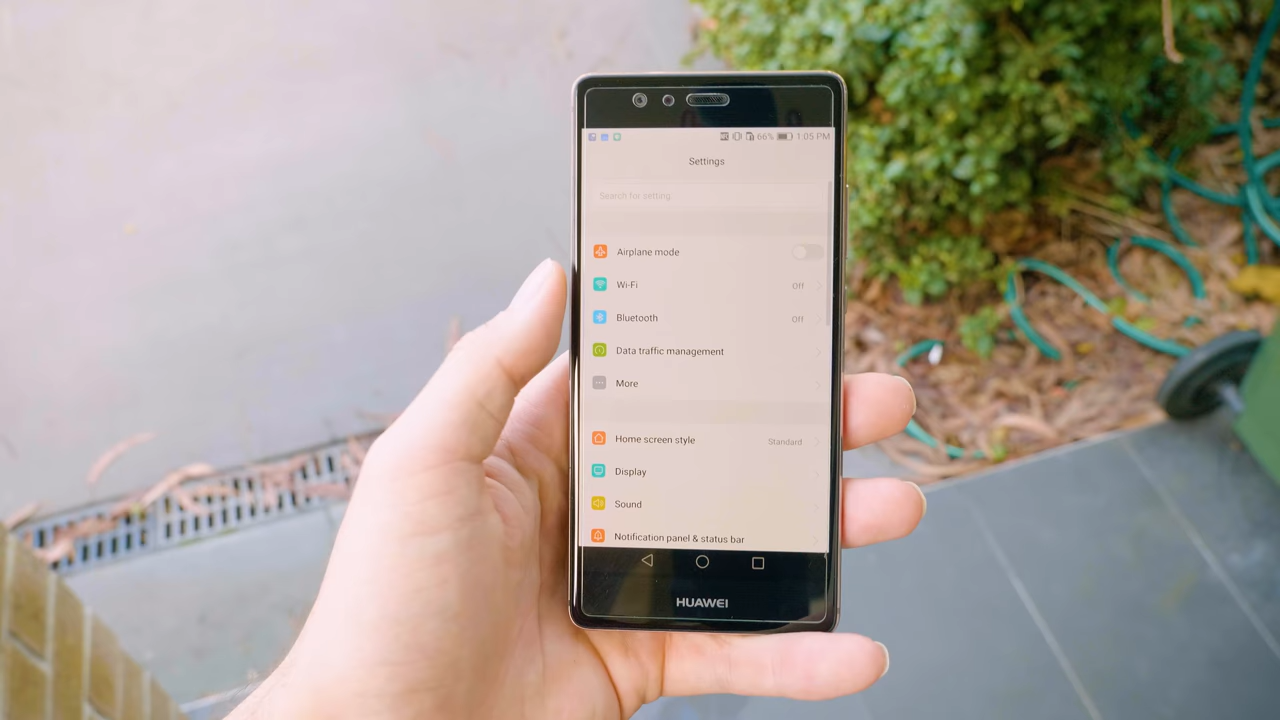 66% 1:05 PM
Settings
Search for setting
Airplane mode
Wi-Fi Off
Bluetooth Off
Data traffic management
More
Home screen style Standard
Display
Sound
Notification panel & status bar
HUAWEI